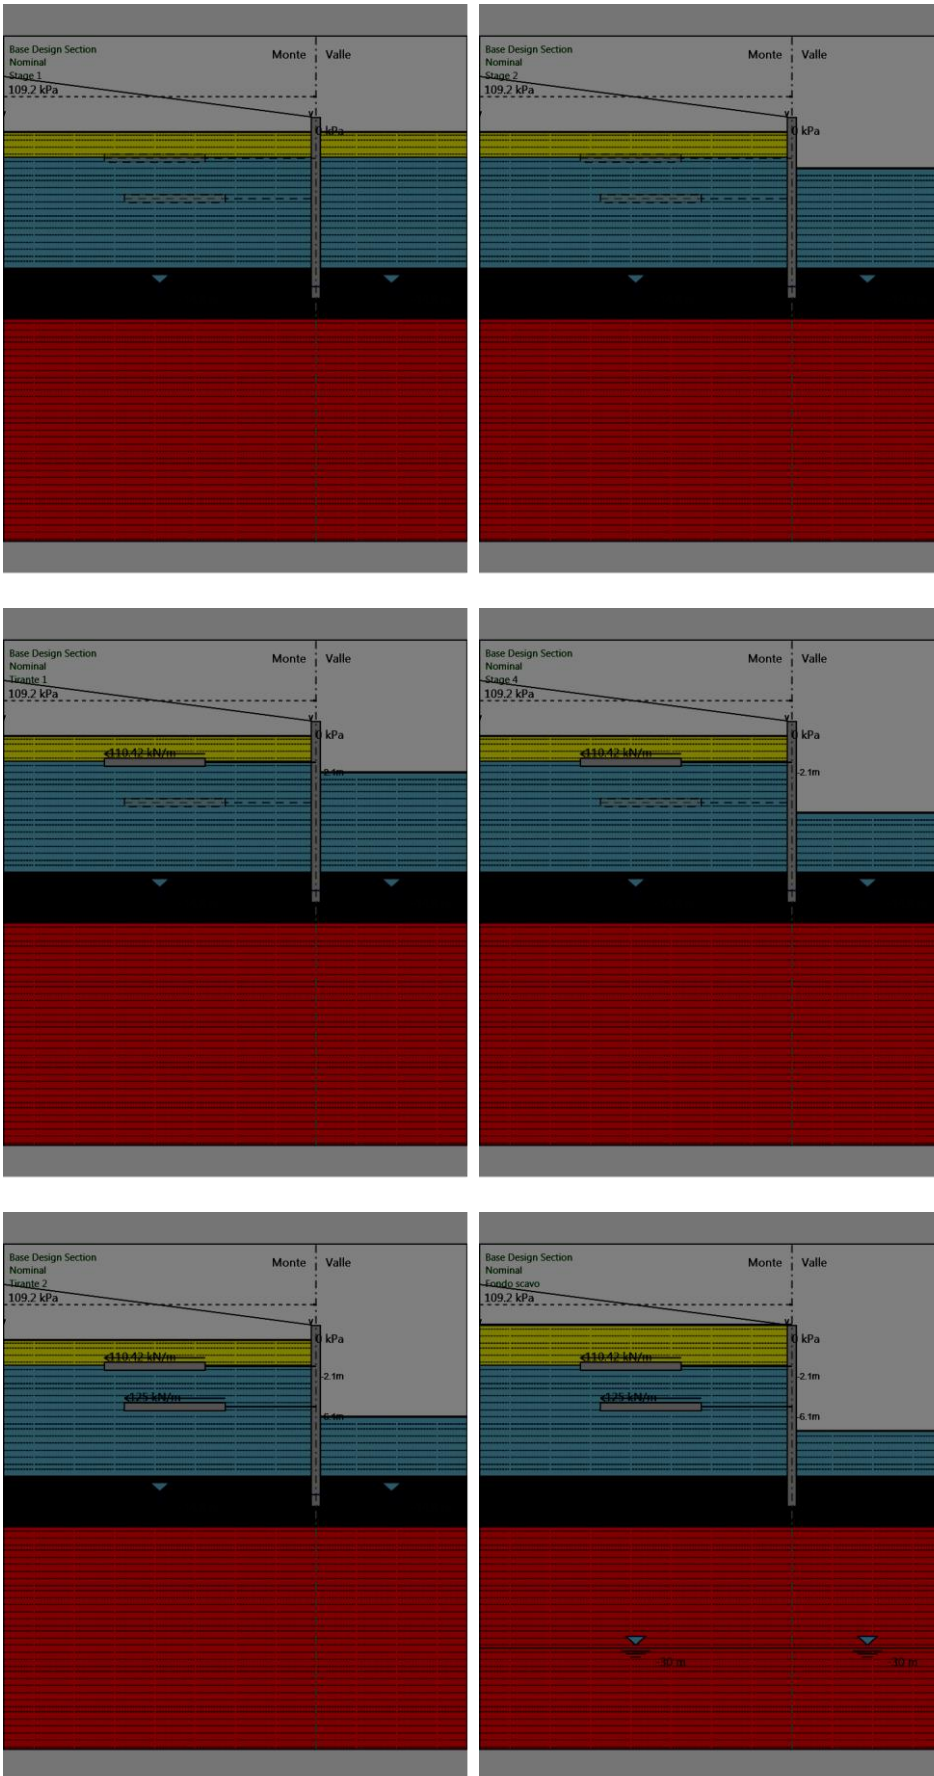 Base Design Section
Nominal
Stage 1
109.2 kPa
Monte
Valle
0 kPa
Base Design Section
Nominal
Stage 2
109.2 kPa
Monte
Valle
0 kPa
Base Design Section
Nominal
Tirante 1
109.2 kPa
Monte
Valle
0 kPa
110.42 kN/m
-2.1m
Base Design Section
Nominal
Stage 4
109.2 kPa
Monte
Valle
0 kPa
110.42 kN/m
-2.1m
Base Design Section
Nominal
Tirante 2
109.2 kPa
Monte
Valle
0 kPa
110.42 kN/m
-2.1m
125 kN/m
-6.1m
Base Design Section
Nominal
Fondo scavo
109.2 kPa
Monte
Valle
0 kPa
110.42 kN/m
-2.1m
125 kN/m
-6.1m
-30 m
-30 m